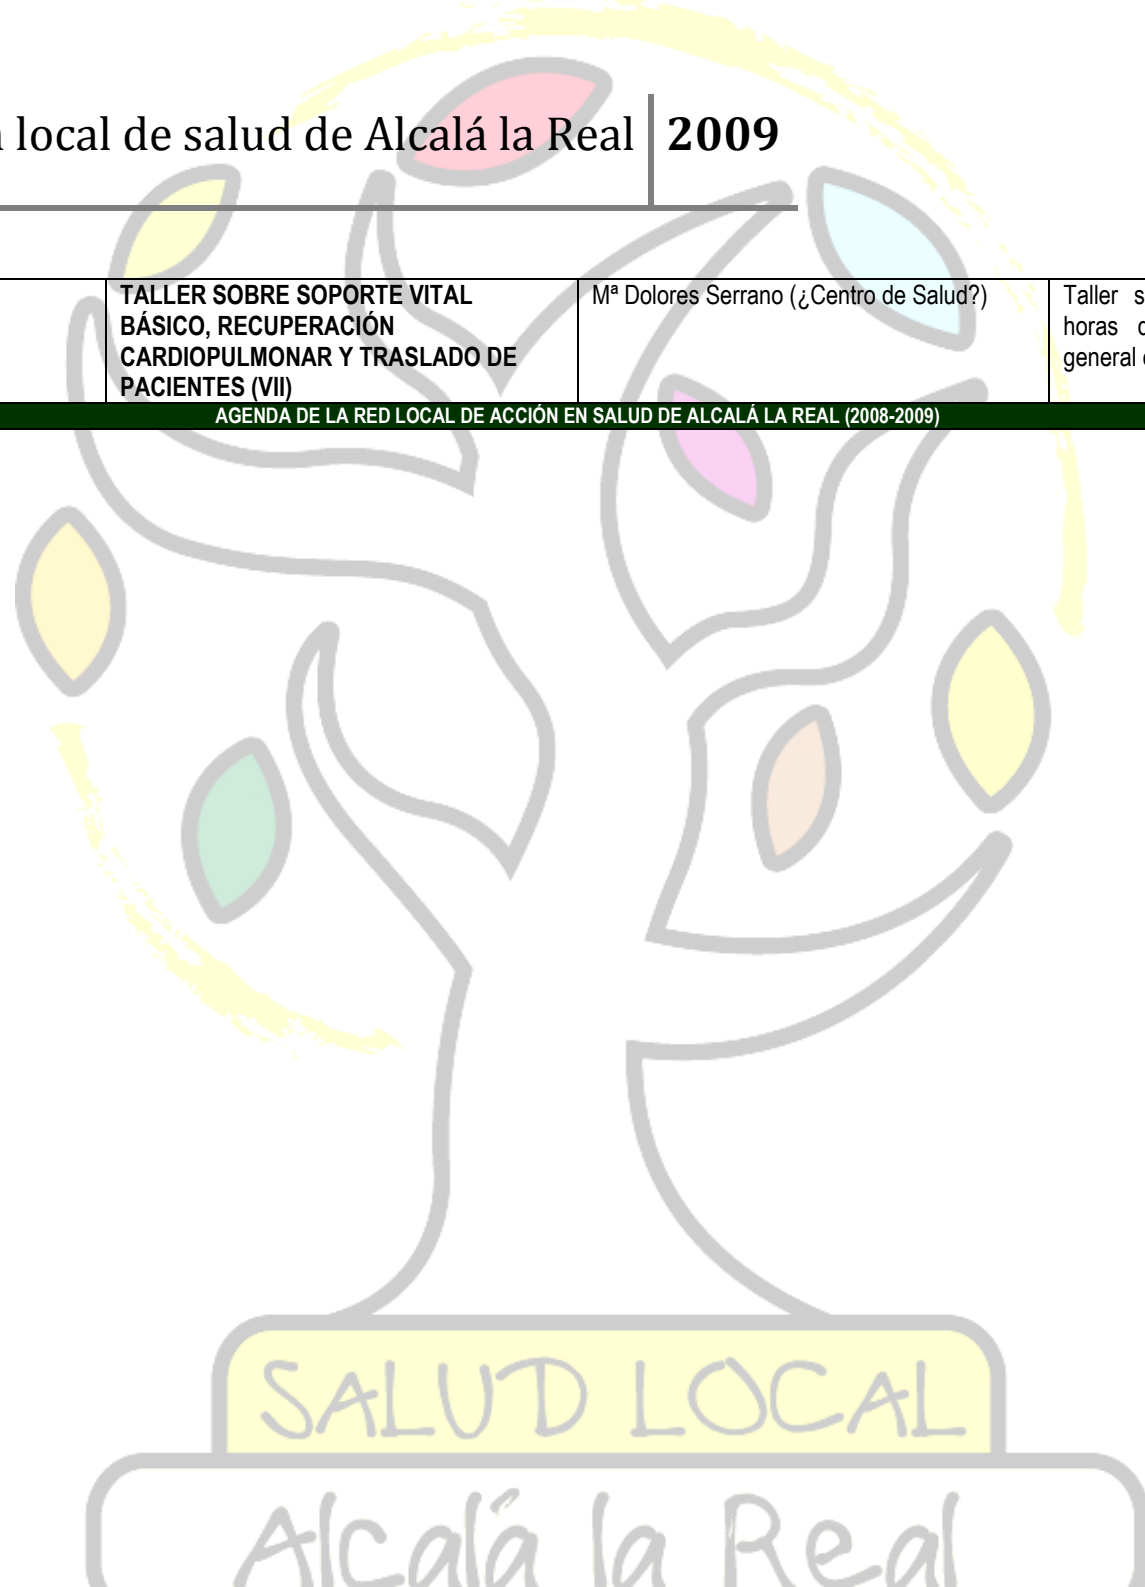 local de salud de Alcalá la Real 2009
TALLER SOBRE SOPORTE VITAL
BÁSICO, RECUPERACIÓN
CARDIOPULMONAR Y TRASLADO DE
PACIENTES (VII)
Mª Dolores Serrano (¿Centro de Salud?)
Taller
horas
general
AGENDA DE LA RED LOCAL DE ACCIÓN EN SALUD DE ALCALÁ LA REAL (2008-2009)
SALUD LOCAL
Alcalá la Real